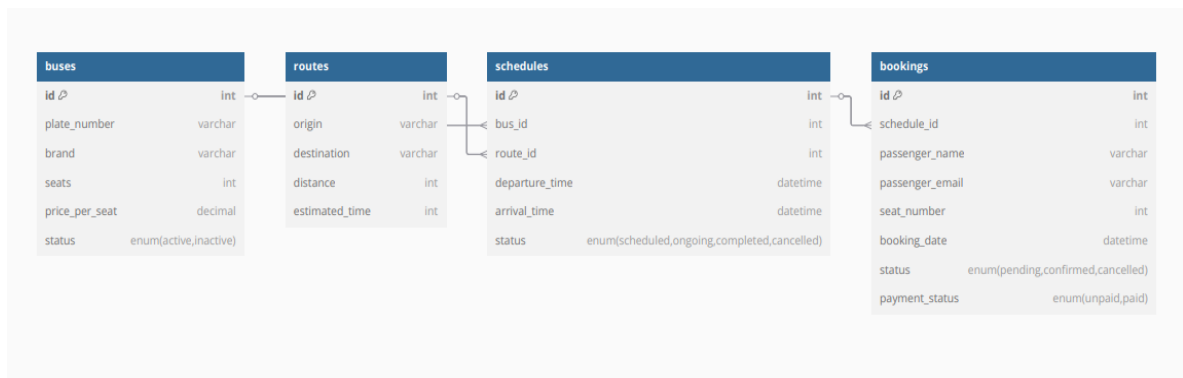 buses
id int
plate_number varchar
brand varchar
seats int
price_per_seat decimal
status enum(active,inactive)
routes
id int
origin varchar
destination varchar
distance int
estimated_time int
schedules
id int
bus_id int
route_id int
departure_time datetime
arrival_time datetime
status enum(scheduled,ongoing,completed,cancelled)
bookings
id int
schedule_id int
passenger_name varchar
passenger_email varchar
seat_number int
booking_date datetime
status enum(pending,confirmed,cancelled)
payment_status enum(unpaid,paid)